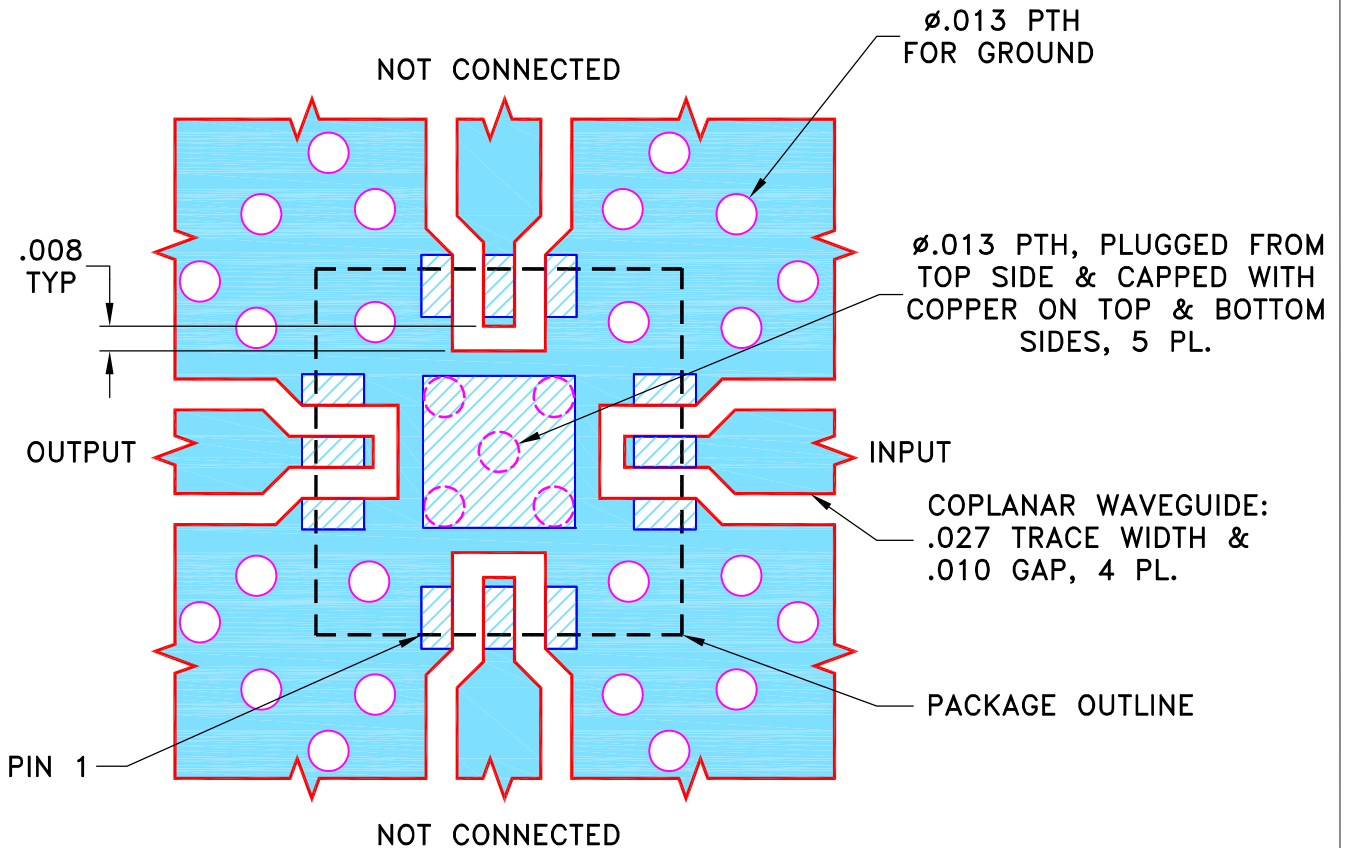 ø.013 PTH
FOR GROUND
NOT CONNECTED
.008
TYP
ø.013 PTH, PLUGGED FROM
TOP SIDE & CAPPED WITH
COPPER ON TOP & BOTTOM
SIDES, 5 PL.
OUTPUT
INPUT
COPLANAR WAVEGUIDE:
.027 TRACE WIDTH &
.010 GAP, 4 PL.
PACKAGE OUTLINE
PIN 1
NOT CONNECTED